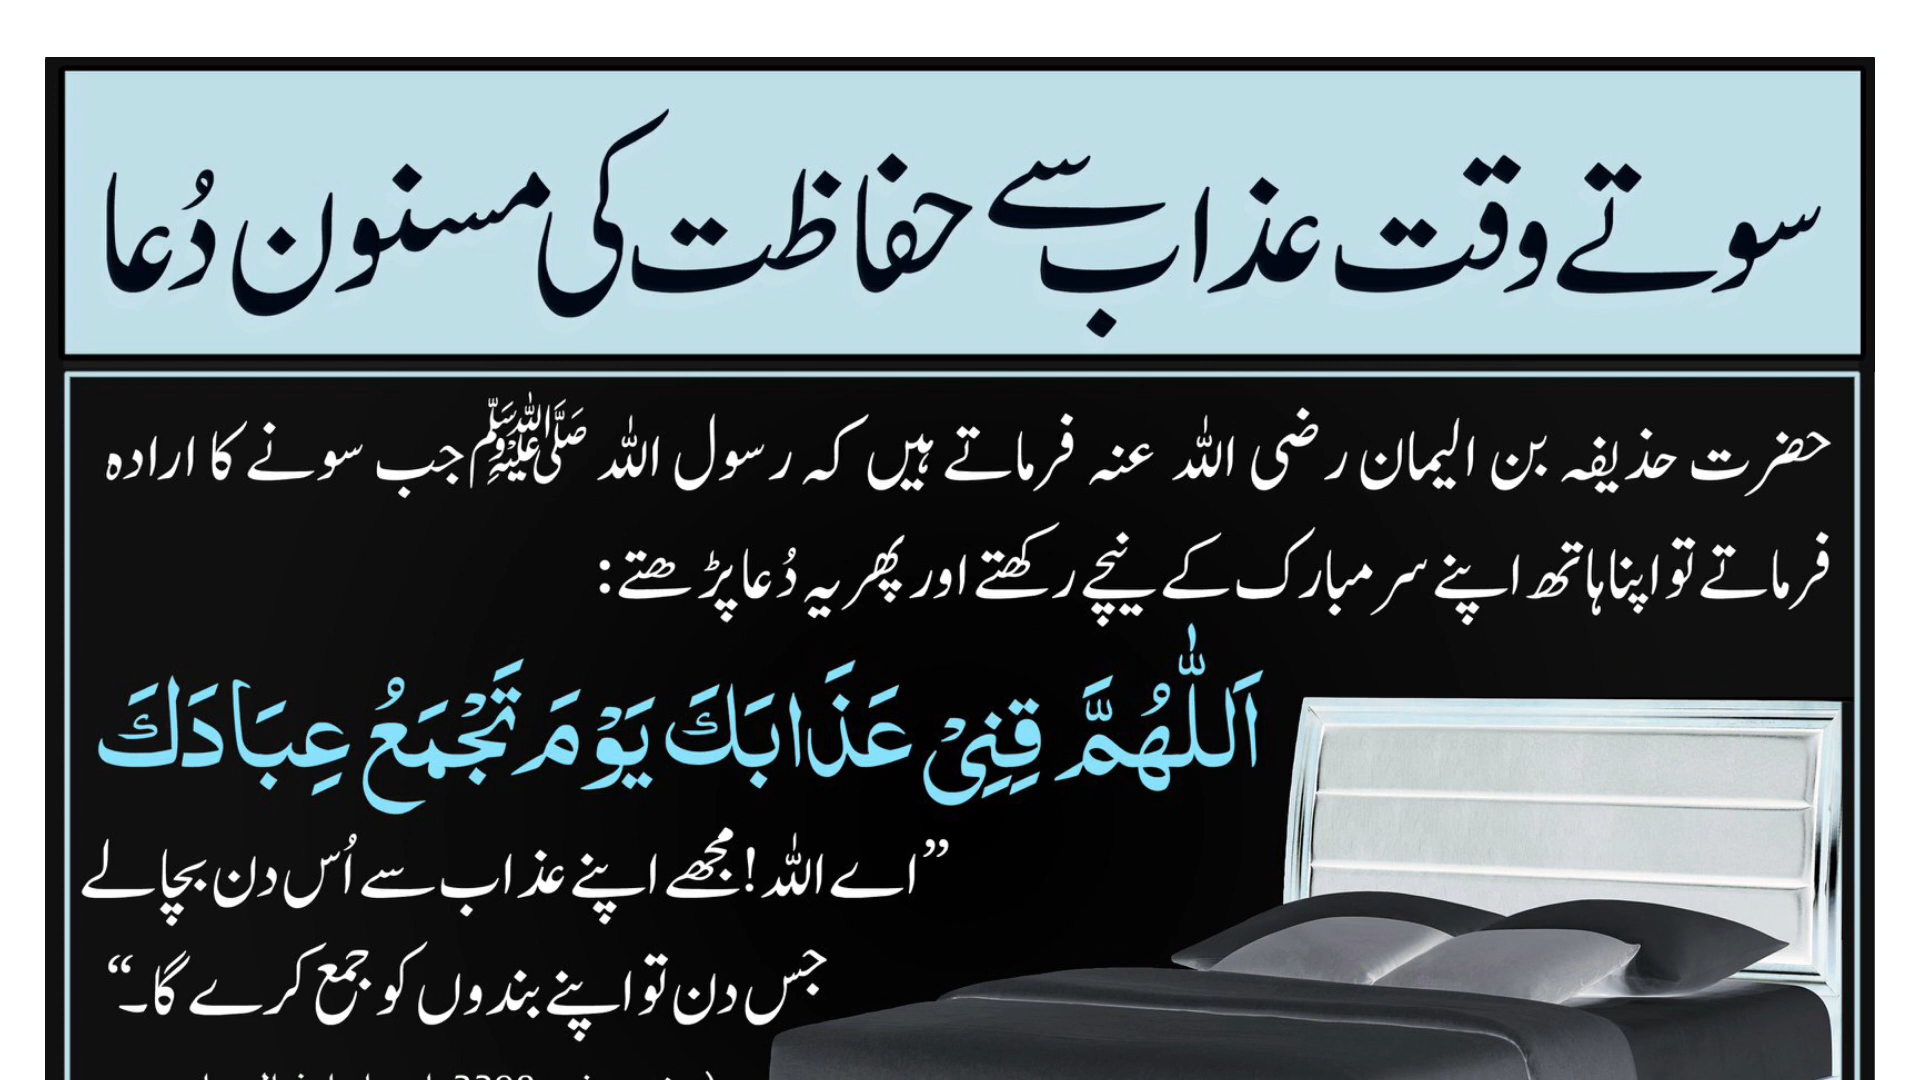 سوتے وقت عذاب سے حفاظت کی مسنون دُعا
حضرت حذیفہ بن الیمان رضی اللہ عنہ فرماتے ہیں کہ رسول اللہ ﷺ جب سونے کا ارادہ
فرماتے تو اپنا ہاتھ اپنے سر مبارک کے نیچے رکھتے اور پھر یہ دُعا پڑھتے:
اَللّٰهُمَّ قِنِيْ عَذَابَكَ يَوْمَ تَجْمَعُ عِبَادَكَ
”اے اللہ! مجھے اپنے عذاب سے اُس دن بچا لے
جس دن تو اپنے بندوں کو جمع کرے گا۔“